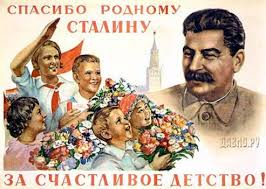 СПАСИБО РОДНОМУ
СТАЛИНУ
ДАВНО.РУ
ЗА СЧАСТЛИВОЕ ДЕТСТВО!